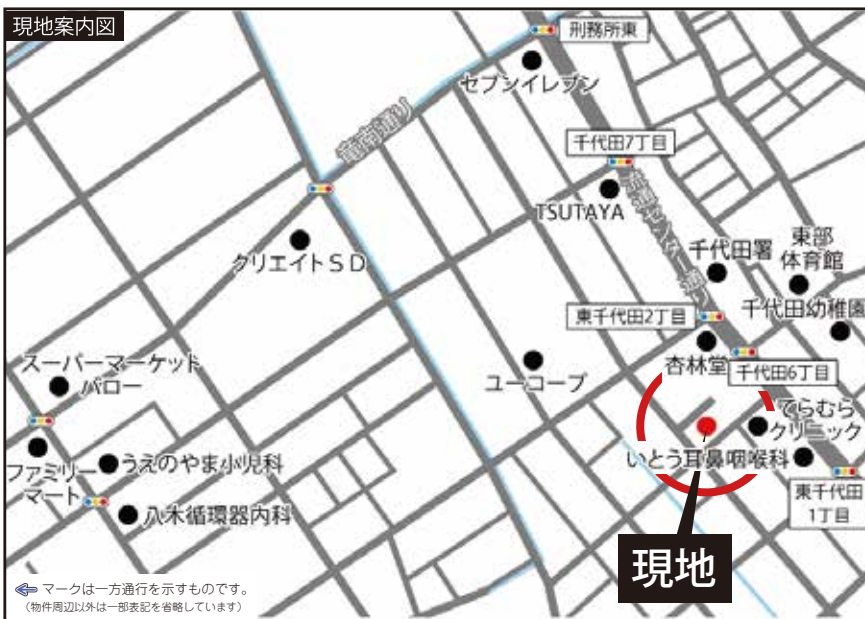 現地案内図
刑務所東
セブンイレブン
竜南通り
千代田7丁目
TSUTAYA
流通センター通り
千代田署
東部
体育館
クリエイトSD
東千代田2丁目
千代田幼稚園
杏林堂
千代田6丁目
スーパーマーケット
バロー
ユーコープ
てらむら
クリニック
ファミリー
マート
うえのやま小児科
いとう耳鼻咽喉科
八木循環器内科
東千代田
1丁目
現地
マークは一方通行を示すものです。
(物件周辺以外は一部表記を省略しています)